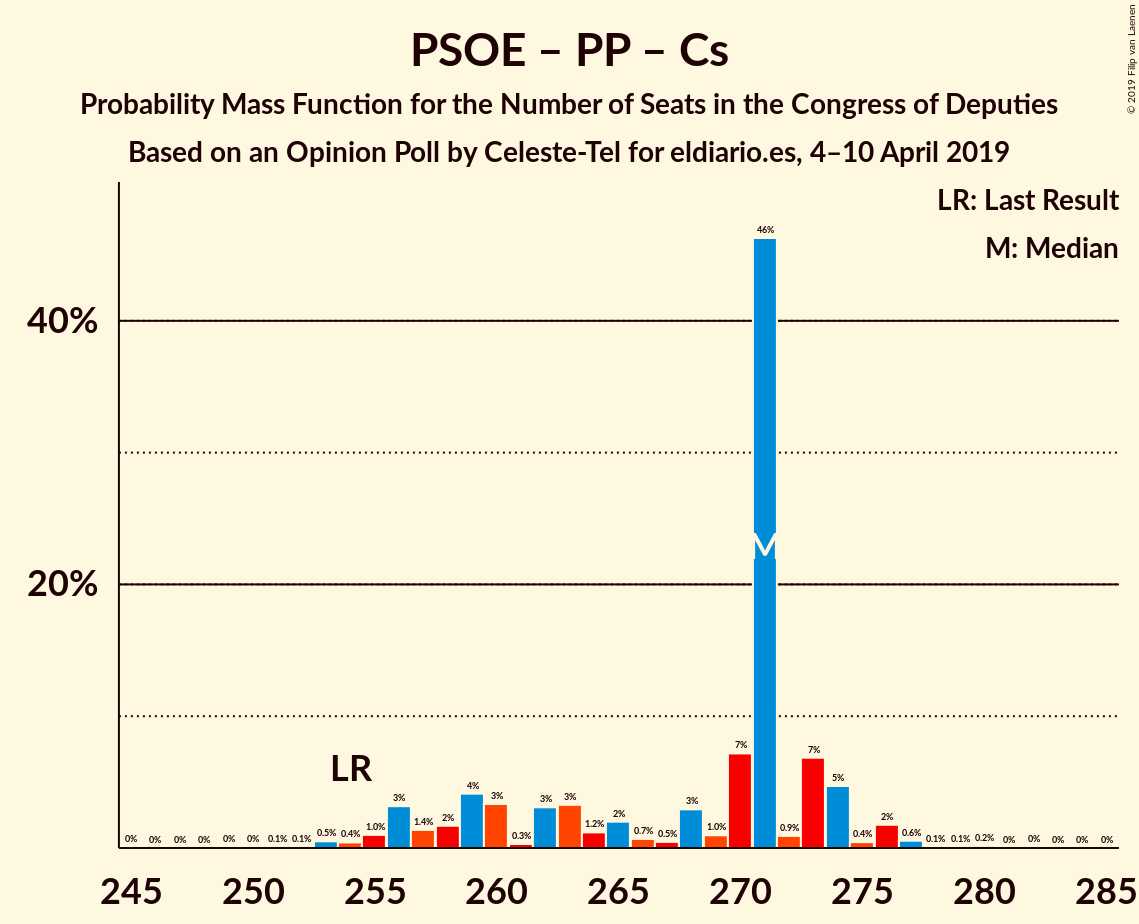 PSOE – PP – Cs
Probability Mass Function for the Number of Seats in the Congress of Deputies
Based on an Opinion Poll by Celeste-Tel for eldiario.es, 4–10 April 2019
© 2019 Filip van Laenen
LR: Last Result
M: Median
40%
20%
LR
M
0% 0% 0% 0% 0% 0% 0.1% 0.1% 0.5% 0.4% 1.0% 3% 1.4% 2% 4% 3% 0.3% 3% 3% 1.2% 2% 0.7% 0.5% 3% 1.0% 7% 46% 0.9% 7% 5% 0.4% 2% 0.6% 0.1% 0.1% 0.2% 0% 0% 0% 0% 0%
245 250 255 260 265 270 275 280 285